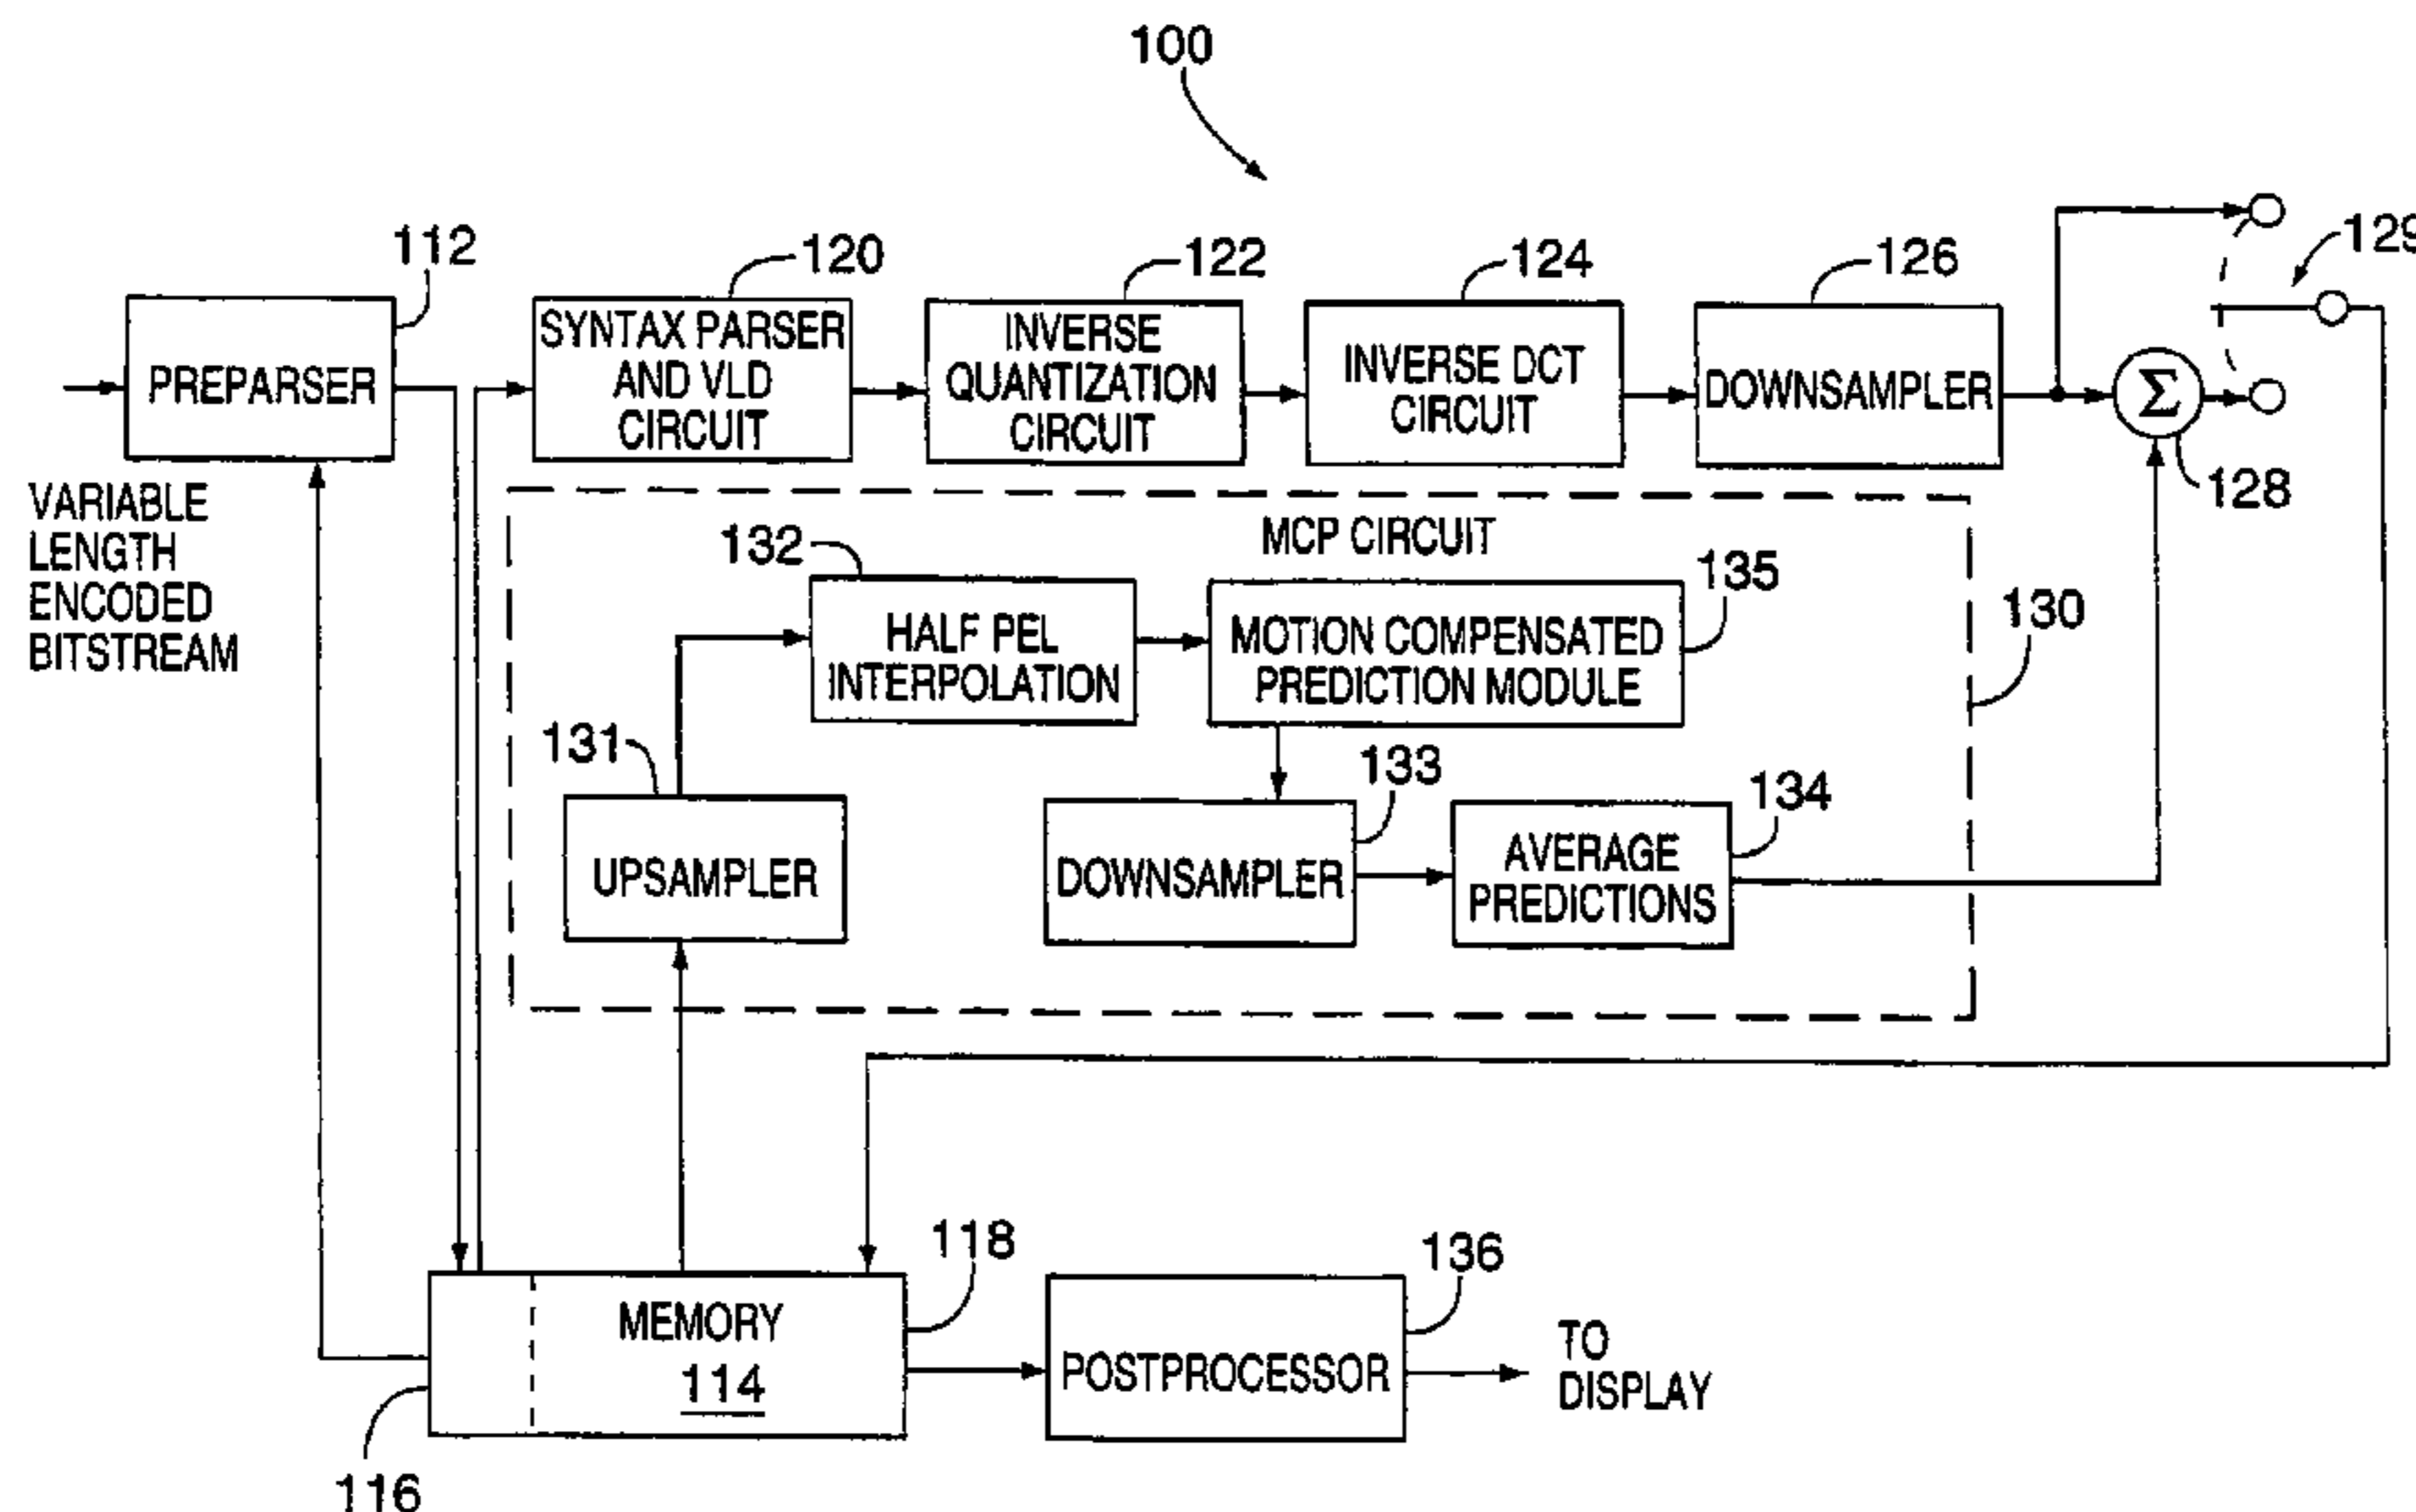 100
112
120
122
124
126
129
PREPARSER
SYNTAX PARSER
AND VLD
CIRCUIT
INVERSE
QUANTIZATION
CIRCUIT
INVERSE DCT
CIRCUIT
DOWNSAMPLER
Σ
128
VARIABLE
LENGTH
ENCODED
BITSTREAM
MCP CIRCUIT
132
135
130
HALF PEL
INTERPOLATION
MOTION COMPENSATED
PREDICTION MODULE
131
133
134
UPSAMPLER
DOWNSAMPLER
AVERAGE
PREDICTIONS
118
136
MEMORY
114
POSTPROCESSOR
TO
DISPLAY
116